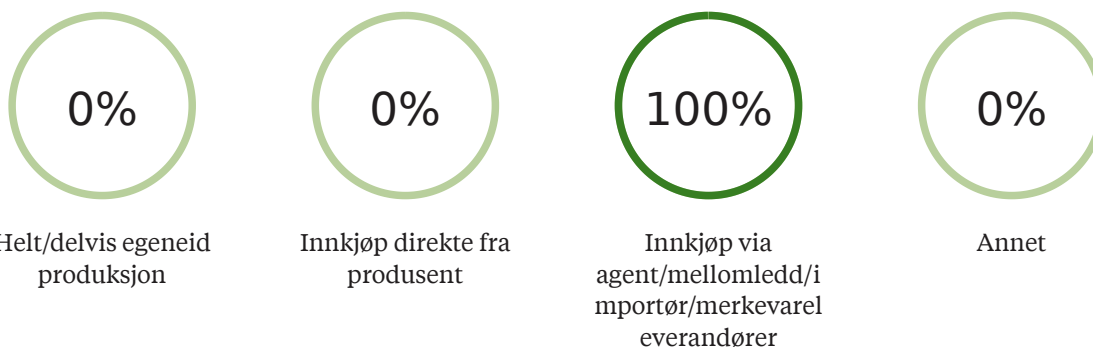 0%
0%
100%
0%
Helt/delvis egeneid
produksjon
Innkjøp direkte fra
produsent
Innkjøp via
agent/mellomledd/i
mportør/merkevarel
everandører
Annet